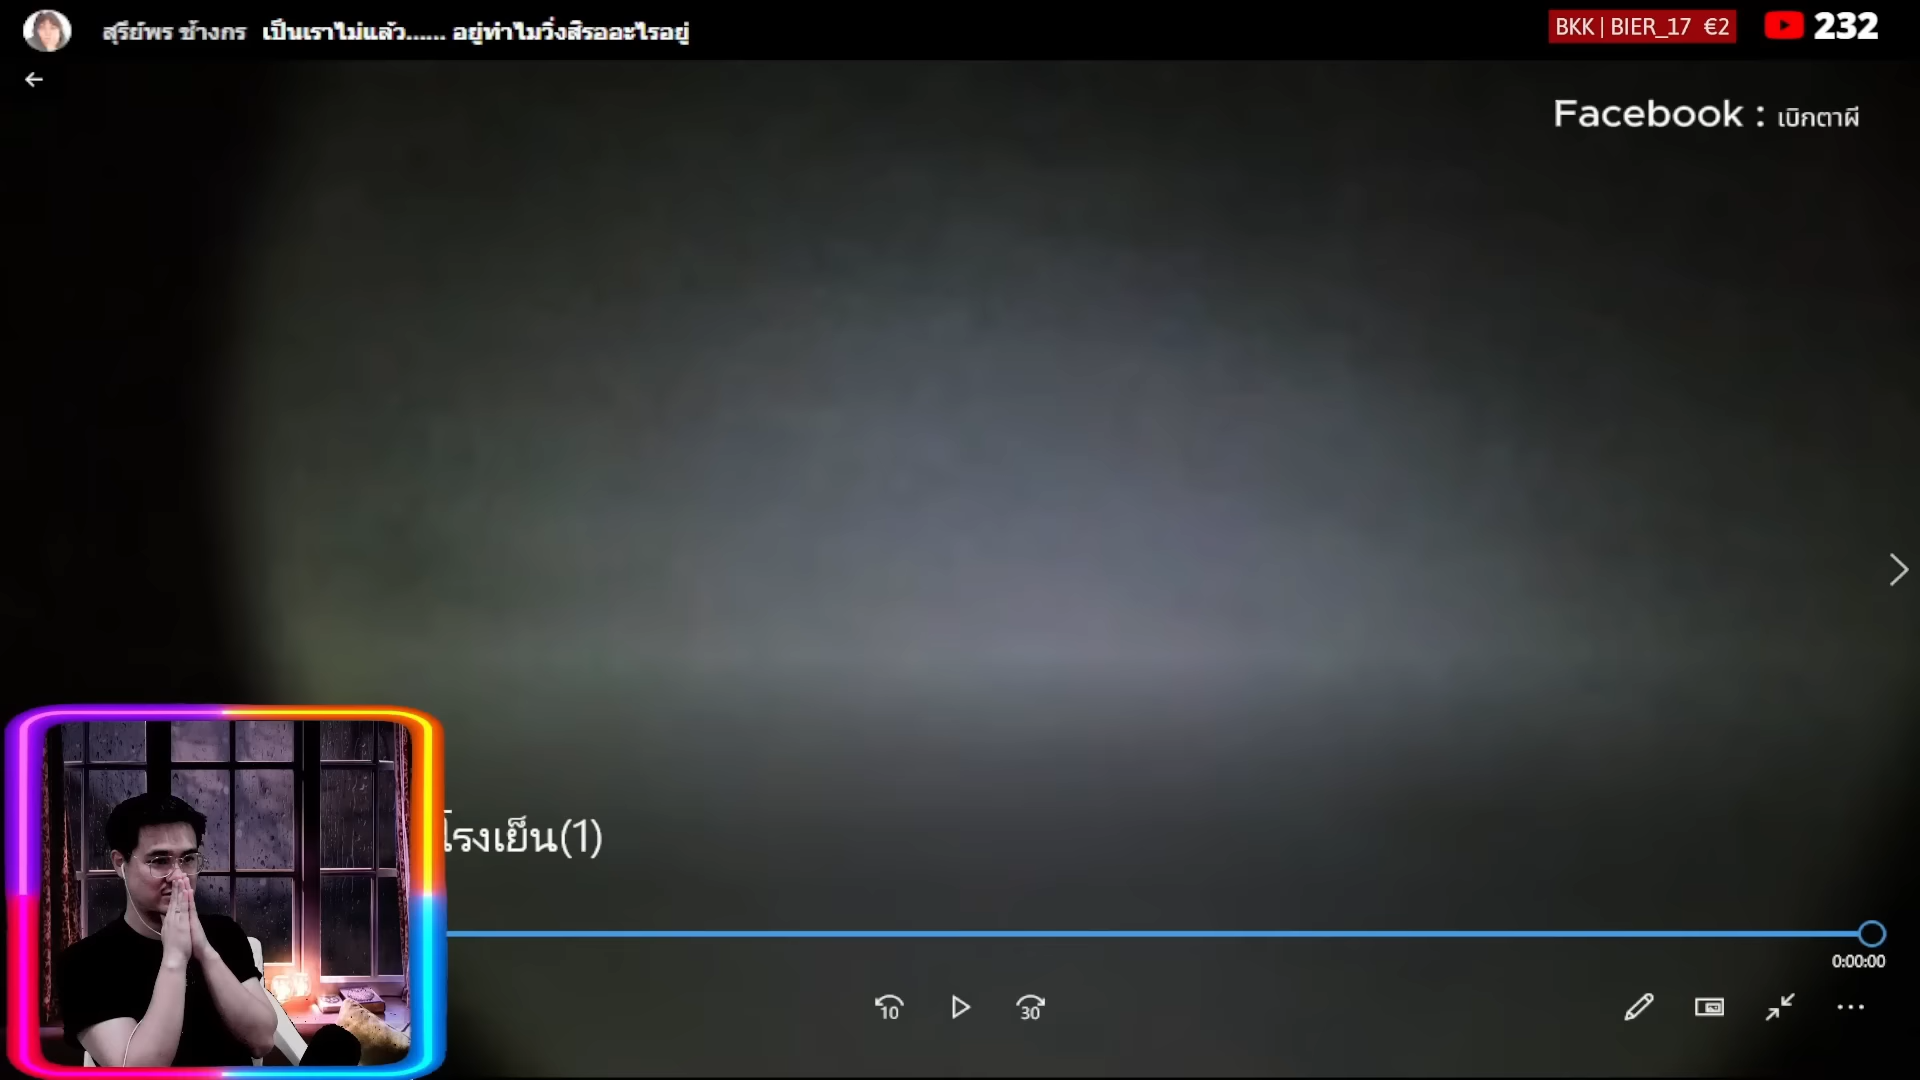 สุรีย์พร ช้างกร เป็นเราไม่แล้ว...... อยู่ทำไมวิ่งสิรออะไรอยู่
BKK | BIER_17 €2
232
Facebook : เบิกตาผี
โรงเย็น(1)
0:00:00
10
30